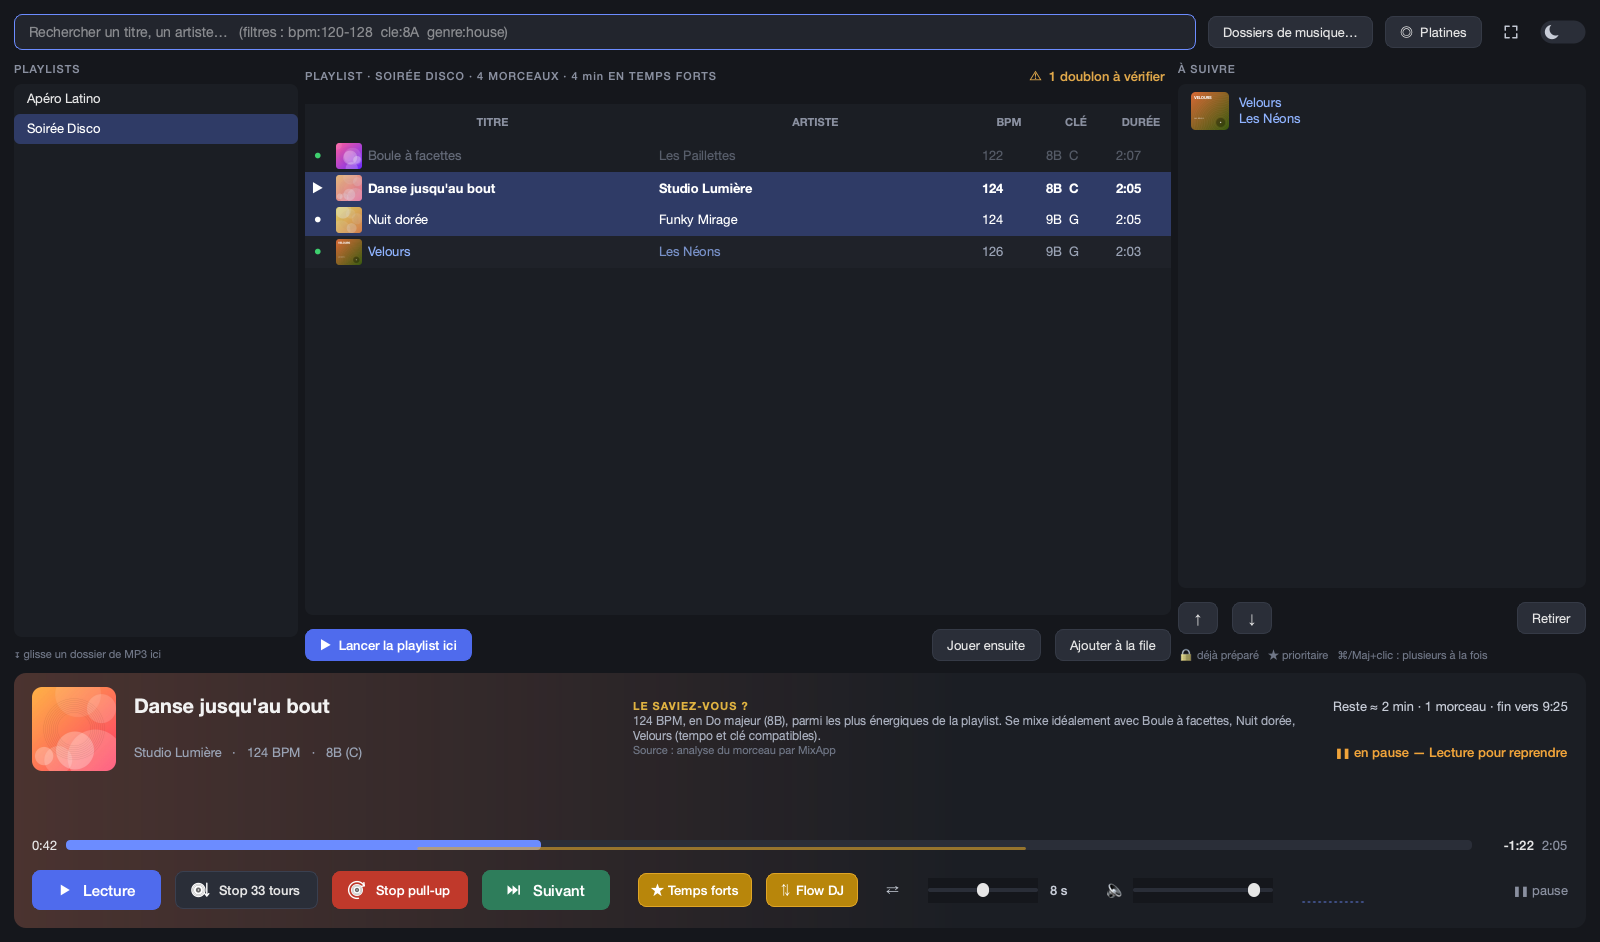 Rechercher un titre, un artiste… (filtres : bpm:120-128 cle:8A genre:house)
Dossiers de musique…
Platines
PLAYLISTS
Apéro Latino
Soirée Disco
↧ glisse un dossier de MP3 ici
PLAYLIST · SOIRÉE DISCO · 4 MORCEAUX · 4 min EN TEMPS FORTS
⚠ 1 doublon à vérifier
TITRE ARTISTE BPM CLÉ DURÉE
Boule à facettes Les Paillettes 122 8B C 2:07
Danse jusqu'au bout Studio Lumière 124 8B C 2:05
Nuit dorée Funky Mirage 124 9B G 2:05
Velours Les Néons 126 9B G 2:03
▶ Lancer la playlist ici
Jouer ensuite
Ajouter à la file
À SUIVRE
Velours
Les Néons
↑ ↓
Retirer
🔒 déjà préparé ★ prioritaire ⌘/Maj+clic : plusieurs à la fois
Danse jusqu'au bout
Studio Lumière · 124 BPM · 8B (C)
LE SAVIEZ-VOUS ?
124 BPM, en Do majeur (8B), parmi les plus énergiques de la playlist. Se mixe idéalement avec Boule à facettes, Nuit dorée,
Velours (tempo et clé compatibles).
Source : analyse du morceau par MixApp
Reste ≈ 2 min · 1 morceau · fin vers 9:25
❚❚ en pause — Lecture pour reprendre
0:42
-1:22 2:05
Lecture
Stop 33 tours
Stop pull-up
Suivant
★ Temps forts
⇅ Flow DJ
⇄
8 s
❚❚ pause